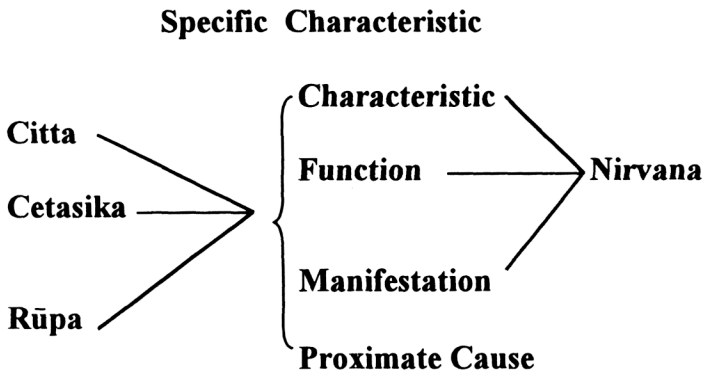 Specific Characteristic
Citta
Cetasika
Rūpa
Characteristic
Function
Manifestation
Proximate Cause
Nirvana